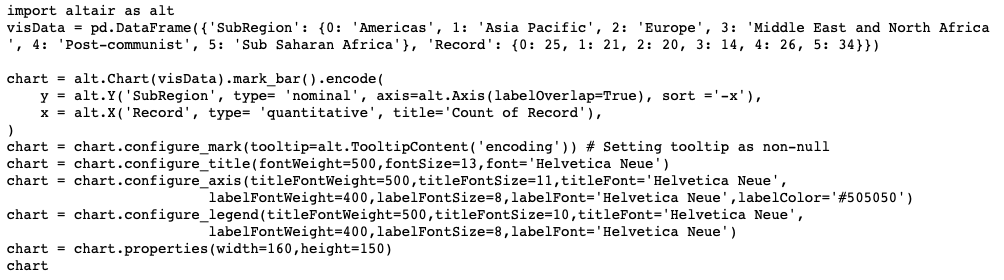 import altair as alt
visData = pd.DataFrame({'SubRegion': {0: 'Americas', 1: 'Asia Pacific', 2: 'Europe', 3: 'Middle East and North Africa
', 4: 'Post-communist', 5: 'Sub Saharan Africa'}, 'Record': {0: 25, 1: 21, 2: 20, 3: 14, 4: 26, 5: 34}})

chart = alt.Chart(visData).mark_bar().encode(
    y = alt.Y('SubRegion', type= 'nominal', axis=alt.Axis(labelOverlap=True), sort ='-x'),
    x = alt.X('Record', type= 'quantitative', title='Count of Record'),
)
chart = chart.configure_mark(tooltip=alt.TooltipContent('encoding')) # Setting tooltip as non-null
chart = chart.configure_title(fontWeight=500,fontSize=13,font='Helvetica Neue')
chart = chart.configure_axis(titleFontWeight=500,titleFontSize=11,titleFont='Helvetica Neue',
                        labelFontWeight=400,labelFontSize=8,labelFont='Helvetica Neue',labelColor='#505050')
chart = chart.configure_legend(titleFontWeight=500,titleFontSize=10,titleFont='Helvetica Neue',
                        labelFontWeight=400,labelFontSize=8,labelFont='Helvetica Neue')
chart = chart.properties(width=160,height=150)
chart